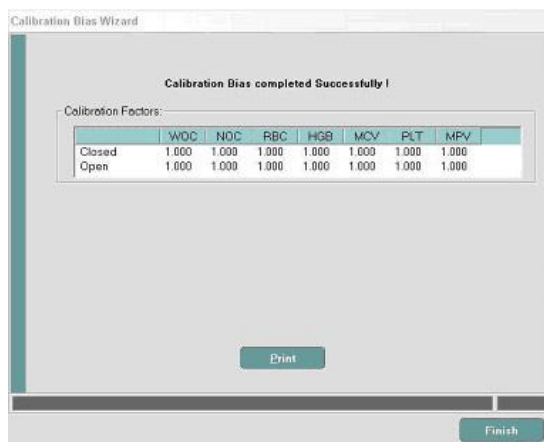 Calibration Bias Wizard
Calibration Bias completed Successfully !
Calibration Factors:
WOC NOC RBC HGB MCV PLT MPV
Closed 1.000 1.000 1.000 1.000 1.000 1.000 1.000
Open 1.000 1.000 1.000 1.000 1.000 1.000 1.000
Print
Finish